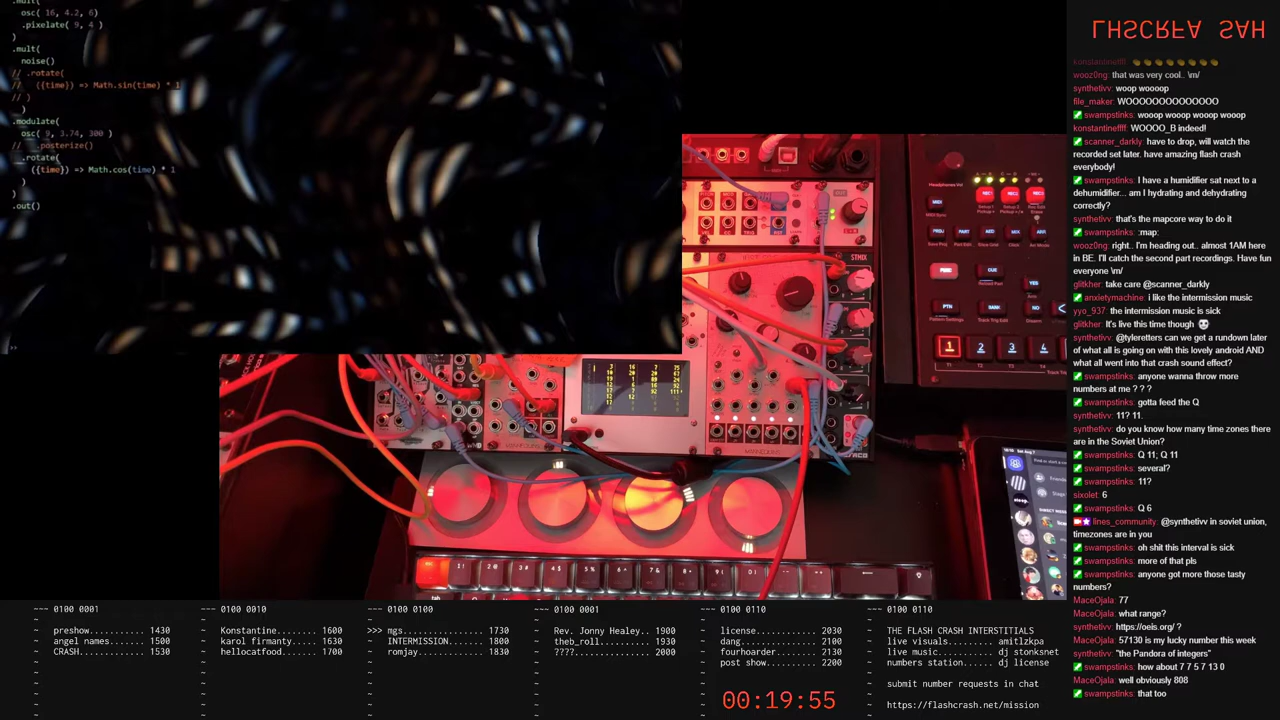 osc( 16, 4.2, 6)
.pixelate( 9, 4 )
)
.mult(
noise()
// .rotate(
// ({time}) => Math.sin(time) * 1
// )
)
.modulate(
osc( 9, 3.74, 300 )
// .posterize()
.rotate(
({time}) => Math.cos(time) * 1
)
)
.out()
LHSCRFA SAH
konstantineffff
wooz0ng: that was very cool.. \m/
synthetivv: woop woooop
file_maker: WOOOOOOOOOOOOOO
swampstinks: wooop wooop wooop woop
konstantineffff: WOOOO_B indeed!
scanner_darkly: have to drop, will watch the
recorded set later. have amazing flash crash
everybody!
swampstinks: I have a humidifier sat next to a
dehumidifier... am I hydrating and dehydrating
correctly?
synthetivv: that's the mapcore way to do it
swampstinks: :map:
wooz0ng: right.. I'm heading out.. almost 1AM here
in BE. I'll catch the second part recordings. Have fun
everyone \m/
glitkher: take care @scanner_darkly
anxietymachine: i like the intermission music
yyo_937: the intermission music is sick
glitkher: It's live this time though
synthetivv: @tyleretters can we get a rundown later
of what all is going on with this lovely android AND
what all went into that crash sound effect?
swampstinks: anyone wanna throw more
numbers at me ? ? ?
swampstinks: gotta feed the Q
synthetivv: 11? 11.
synthetivv: do you know how many time zones there
are in the Soviet Union?
swampstinks: Q 11; Q 11
swampstinks: several?
swampstinks: 11?
sixolet: 6
swampstinks: Q 6
lines_community: @synthetivv in soviet union,
timezones are in you
swampstinks: oh shit this interval is sick
swampstinks: more of that pls
swampstinks: anyone got more those tasty
numbers?
MaceOjala: 77
MaceOjala: what range?
synthetivv: https://oeis.org/ ?
MaceOjala: 57130 is my lucky number this week
synthetivv: "the Pandora of integers"
swampstinks: how about 7 7 5 7 13 0
MaceOjala: well obviously 808
swampstinks: that too
~~~ 0100 0001
preshow........... 1430
angel names....... 1500
CRASH............. 1530
~~~ 0100 0010
Konstantine....... 1600
karol firmanty.... 1630
hellocatfood...... 1700
~~~ 0100 0100
>>> mgs............... 1730
INTERMISSION...... 1800
romjay............ 1830
~~~ 0100 0001
Rev. Jonny Healey.. 1900
theb_roll......... 1930
????.............. 2000
~~~ 0100 0110
license........... 2030
dang.............. 2100
fourhoarder....... 2130
post show......... 2200
00:19:55
~~~ 0100 0110
THE FLASH CRASH INTERSTITIALS
live visuals..... amitlzkpa
live music....... dj stonksnet
numbers station.. dj license
submit number requests in chat
https://flashcrash.net/mission